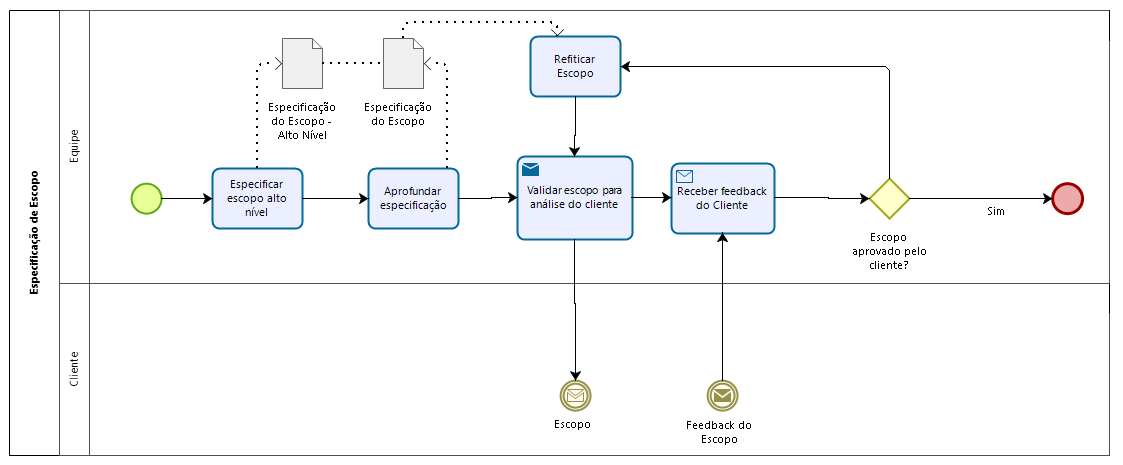 Especificação de Escopo
Equipe
Cliente
Especificação
do Escopo -
Alto Nível
Especificação
do Escopo
Refiticar
Escopo
Especificar
escopo alto
nível
Aprofundar
especificação
Validar escopo para
análise do cliente
Receber feedback
do Cliente
Escopo
aprovado pelo
cliente?
Sim
Escopo
Feedback do
Escopo